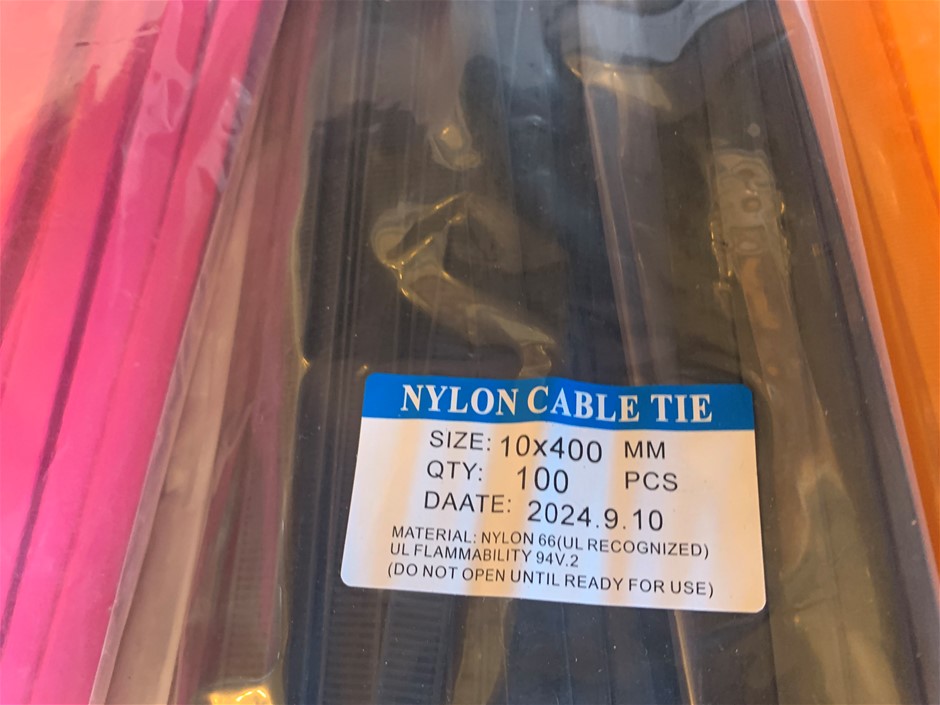 NYLON CABLE TIE
SIZE: 10x400 MM
QTY: 100 PCS
DAATE: 2024.9.10
MATERIAL: NYLON 66(UL RECOGNIZED)
UL FLAMMABILITY 94V.2
(DO NOT OPEN UNTIL READY FOR USE)